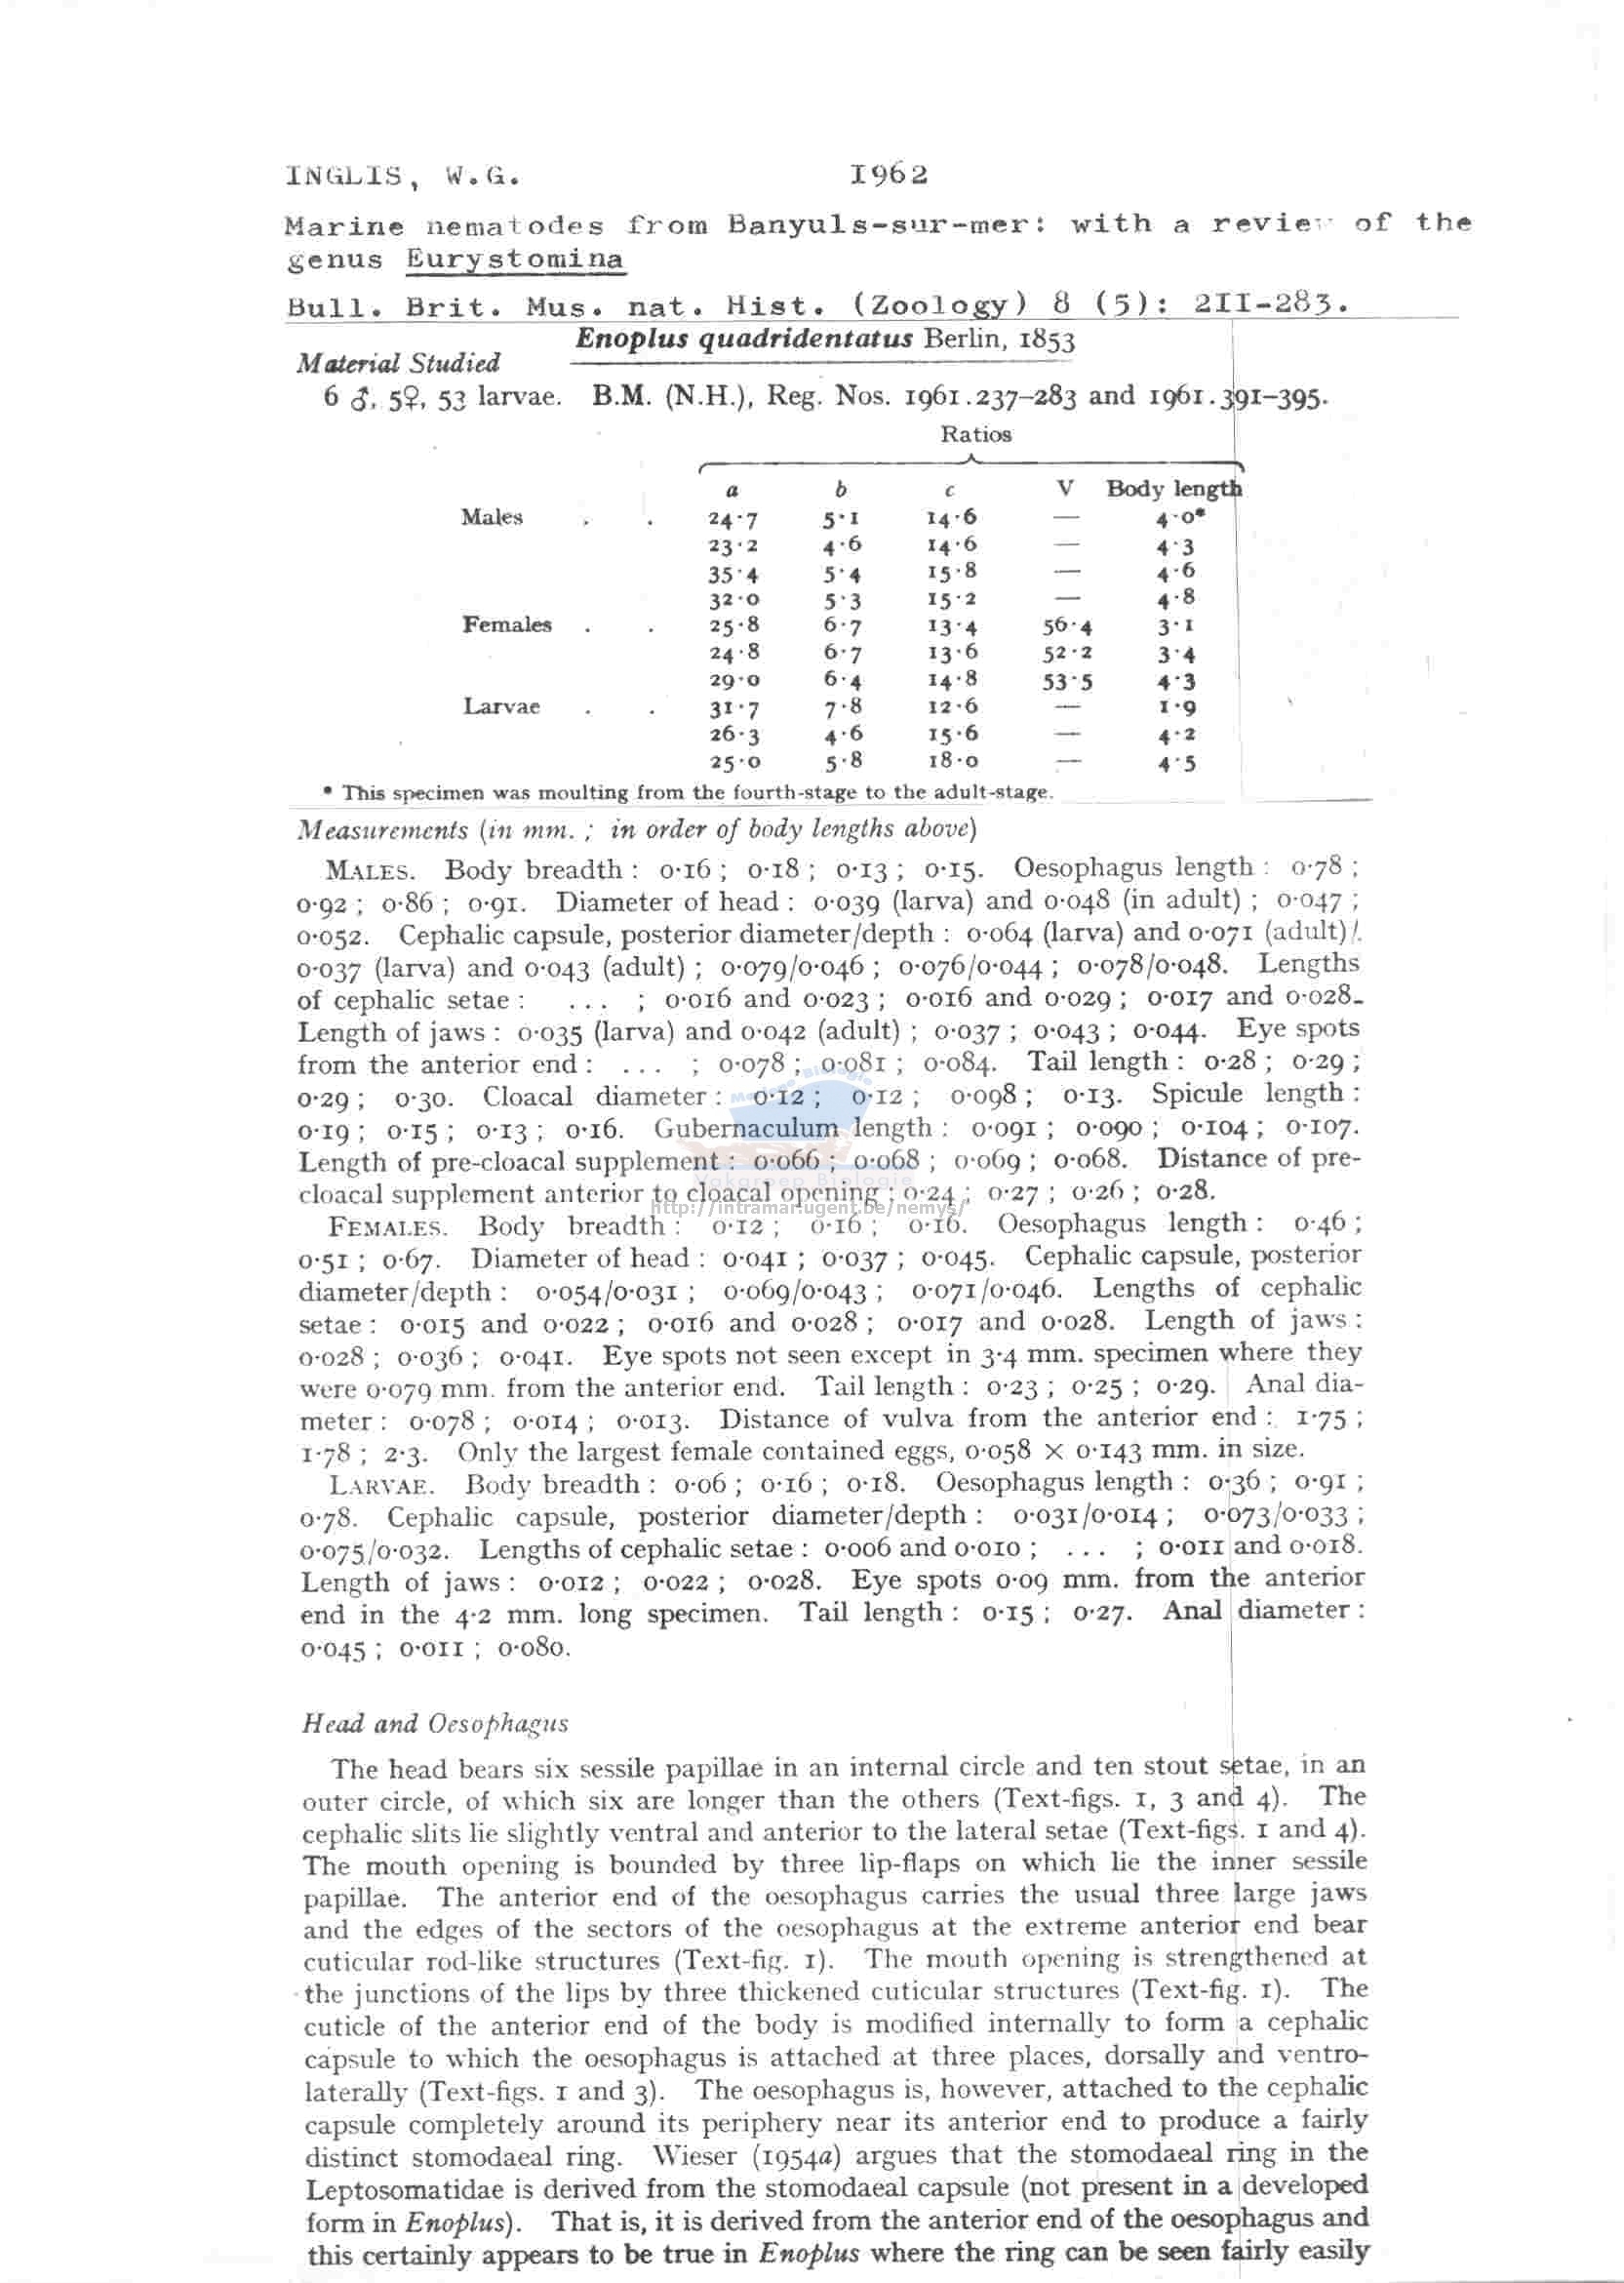 INGLIS, W.G. 1962
Marine nematodes from Banyuls-sur-mer: with a review of the
genus Eurystomina
Bull. Brit. Mus. nat. Hist. (Zoology) 8 (5): 2II-283.
Enoplus quadridentatus Berlin, 1853
Material Studied
6 ♂, 5♀, 53 larvae. B.M. (N.H.), Reg. Nos. 1961.237–283 and 1961.391–395.
Ratios
a b c V Body length
Males . . 24·7 5·1 14·6 — 4·0*
23·2 4·6 14·6 — 4·3
35·4 5·4 15·8 — 4·6
32·0 5·3 15·2 — 4·8
Females . . 25·8 6·7 13·4 56·4 3·1
24·8 6·7 13·6 52·2 3·4
29·0 6·4 14·8 53·5 4·3
Larvae . . 31·7 7·8 12·6 — 1·9
26·3 4·6 15·6 — 4·2
25·0 5·8 18·0 — 4·5
* This specimen was moulting from the fourth-stage to the adult-stage.
Measurements (in mm. ; in order of body lengths above)
MALES. Body breadth : 0·16 ; 0·18 ; 0·13 ; 0·15. Oesophagus length : 0·78 ;
0·92 ; 0·86 ; 0·91. Diameter of head : 0·039 (larva) and 0·048 (in adult) ; 0·047 ;
0·052. Cephalic capsule, posterior diameter/depth : 0·064 (larva) and 0·071 (adult)/.
0·037 (larva) and 0·043 (adult) ; 0·079/0·046 ; 0·076/0·044 ; 0·078/0·048. Lengths
of cephalic setae : ... ; 0·016 and 0·023 ; 0·016 and 0·029 ; 0·017 and 0·028.
Length of jaws : 0·035 (larva) and 0·042 (adult) ; 0·037 ; 0·043 ; 0·044. Eye spots
from the anterior end : ... ; 0·078 ; 0·081 ; 0·084. Tail length : 0·28 ; 0·29 ;
0·29 ; 0·30. Cloacal diameter : 0·12 ; 0·12 ; 0·098 ; 0·13. Spicule length :
0·19 ; 0·15 ; 0·13 ; 0·16. Gubernaculum length : 0·091 ; 0·090 ; 0·104 ; 0·107.
Length of pre-cloacal supplement : 0·066 ; 0·068 ; 0·069 ; 0·068. Distance of pre-
Vakgroep Biologie
cloacal supplement anterior to cloacal opening : 0·24 ; 0·27 ; 0·26 ; 0·28.
http://intramar.ugent.be/nemys/
FEMALES. Body breadth : 0·12 ; 0·16 ; 0·16. Oesophagus length : 0·46 ;
0·51 ; 0·67. Diameter of head : 0·041 ; 0·037 ; 0·045. Cephalic capsule, posterior
diameter/depth : 0·054/0·031 ; 0·069/0·043 ; 0·071/0·046. Lengths of cephalic
setae : 0·015 and 0·022 ; 0·016 and 0·028 ; 0·017 and 0·028. Length of jaws :
0·028 ; 0·036 ; 0·041. Eye spots not seen except in 3·4 mm. specimen where they
were 0·079 mm. from the anterior end. Tail length : 0·23 ; 0·25 ; 0·29. Anal dia-
meter : 0·078 ; 0·014 ; 0·013. Distance of vulva from the anterior end : 1·75 ;
1·78 ; 2·3. Only the largest female contained eggs, 0·058 × 0·143 mm. in size.
LARVAE. Body breadth : 0·06 ; 0·16 ; 0·18. Oesophagus length : 0·36 ; 0·91 ;
0·78. Cephalic capsule, posterior diameter/depth : 0·031/0·014 ; 0·073/0·033 ;
0·075/0·032. Lengths of cephalic setae : 0·006 and 0·010 ; ... ; 0·011 and 0·018.
Length of jaws : 0·012 ; 0·022 ; 0·028. Eye spots 0·09 mm. from the anterior
end in the 4·2 mm. long specimen. Tail length : 0·15 ; 0·27. Anal diameter :
0·045 ; 0·011 ; 0·080.
Head and Oesophagus
The head bears six sessile papillae in an internal circle and ten stout setae, in an
outer circle, of which six are longer than the others (Text-figs. 1, 3 and 4). The
cephalic slits lie slightly ventral and anterior to the lateral setae (Text-figs. 1 and 4).
The mouth opening is bounded by three lip-flaps on which lie the inner sessile
papillae. The anterior end of the oesophagus carries the usual three large jaws
and the edges of the sectors of the oesophagus at the extreme anterior end bear
cuticular rod-like structures (Text-fig. 1). The mouth opening is strengthened at
the junctions of the lips by three thickened cuticular structures (Text-fig. 1). The
cuticle of the anterior end of the body is modified internally to form a cephalic
capsule to which the oesophagus is attached at three places, dorsally and ventro-
laterally (Text-figs. 1 and 3). The oesophagus is, however, attached to the cephalic
capsule completely around its periphery near its anterior end to produce a fairly
distinct stomodaeal ring. Wieser (1954a) argues that the stomodaeal ring in the
Leptosomatidae is derived from the stomodaeal capsule (not present in a developed
form in Enoplus). That is, it is derived from the anterior end of the oesophagus and
this certainly appears to be true in Enoplus where the ring can be seen fairly easily